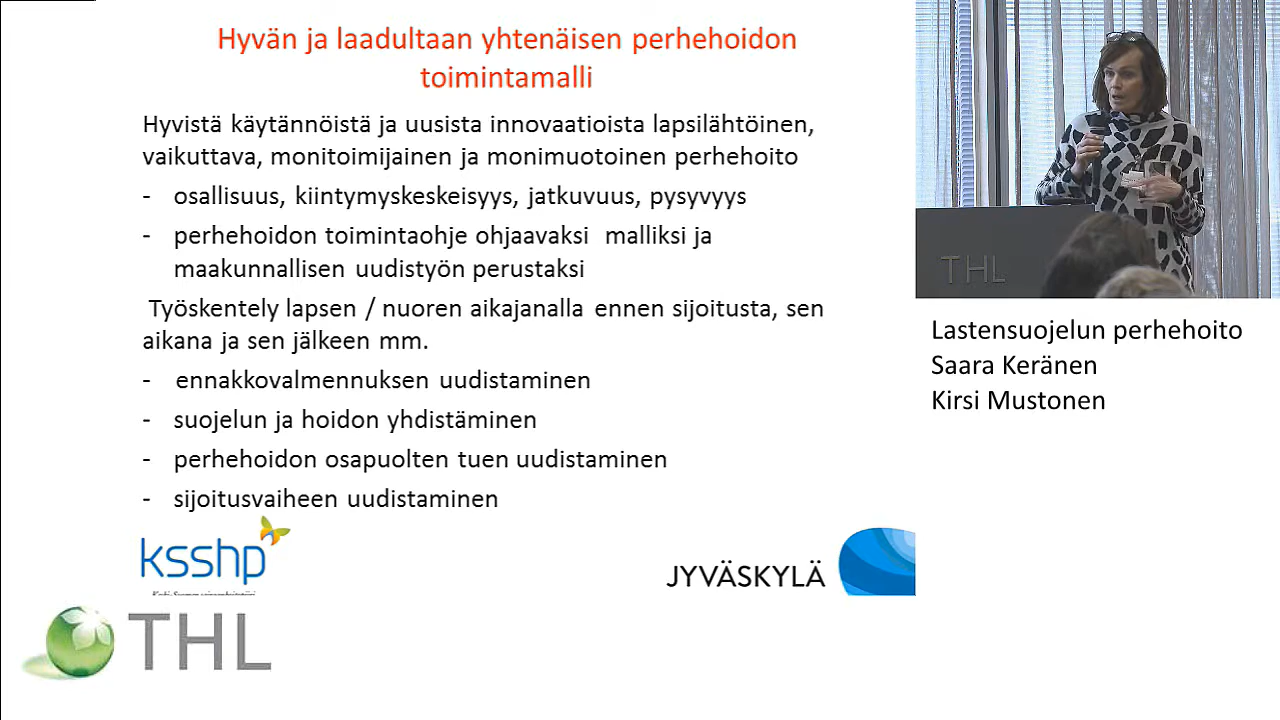 Hyvän ja laadultaan yhtenäisen perhehoidon
toimintamalli
Hyvistä käytännöistä ja uusista innovaatioista lapsilähtöinen,
vaikuttava, monitoimijainen ja monimuotoinen perhehoito
- osallisuus, kiintymyskeskeisyys, jatkuvuus, pysyvyys
- perhehoidon toimintaohje ohjaavaksi malliksi ja
maakunnallisen uudistyön perustaksi
Työskentely lapsen / nuoren aikajanalla ennen sijoitusta, sen
aikana ja sen jälkeen mm.
- ennakkovalmennuksen uudistaminen
- suojelun ja hoidon yhdistäminen
- perhehoidon osapuolten tuen uudistaminen
- sijoitusvaiheen uudistaminen
ksshp
JYVÄSKYLÄ
THL
THL
Lastensuojelun perhehoito
Saara Keränen
Kirsi Mustonen